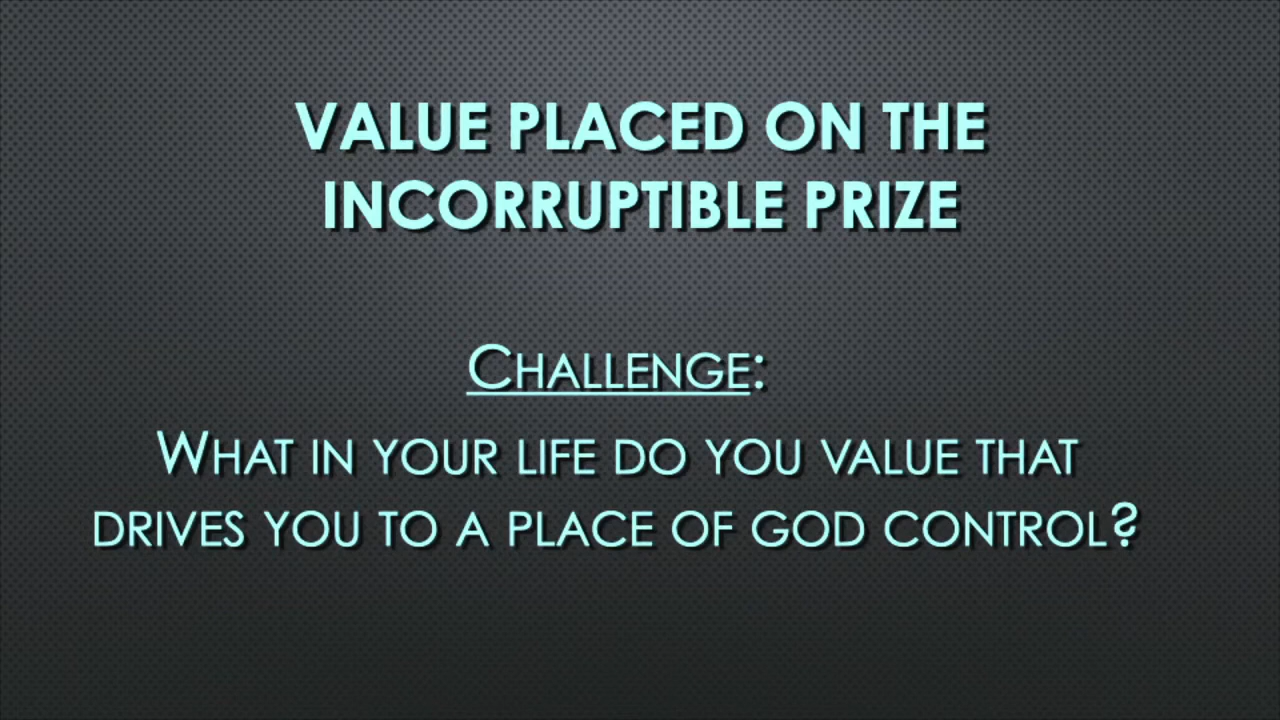 VALUE PLACED ON THE
INCORRUPTIBLE PRIZE
CHALLENGE:
WHAT IN YOUR LIFE DO YOU VALUE THAT
DRIVES YOU TO A PLACE OF GOD CONTROL?